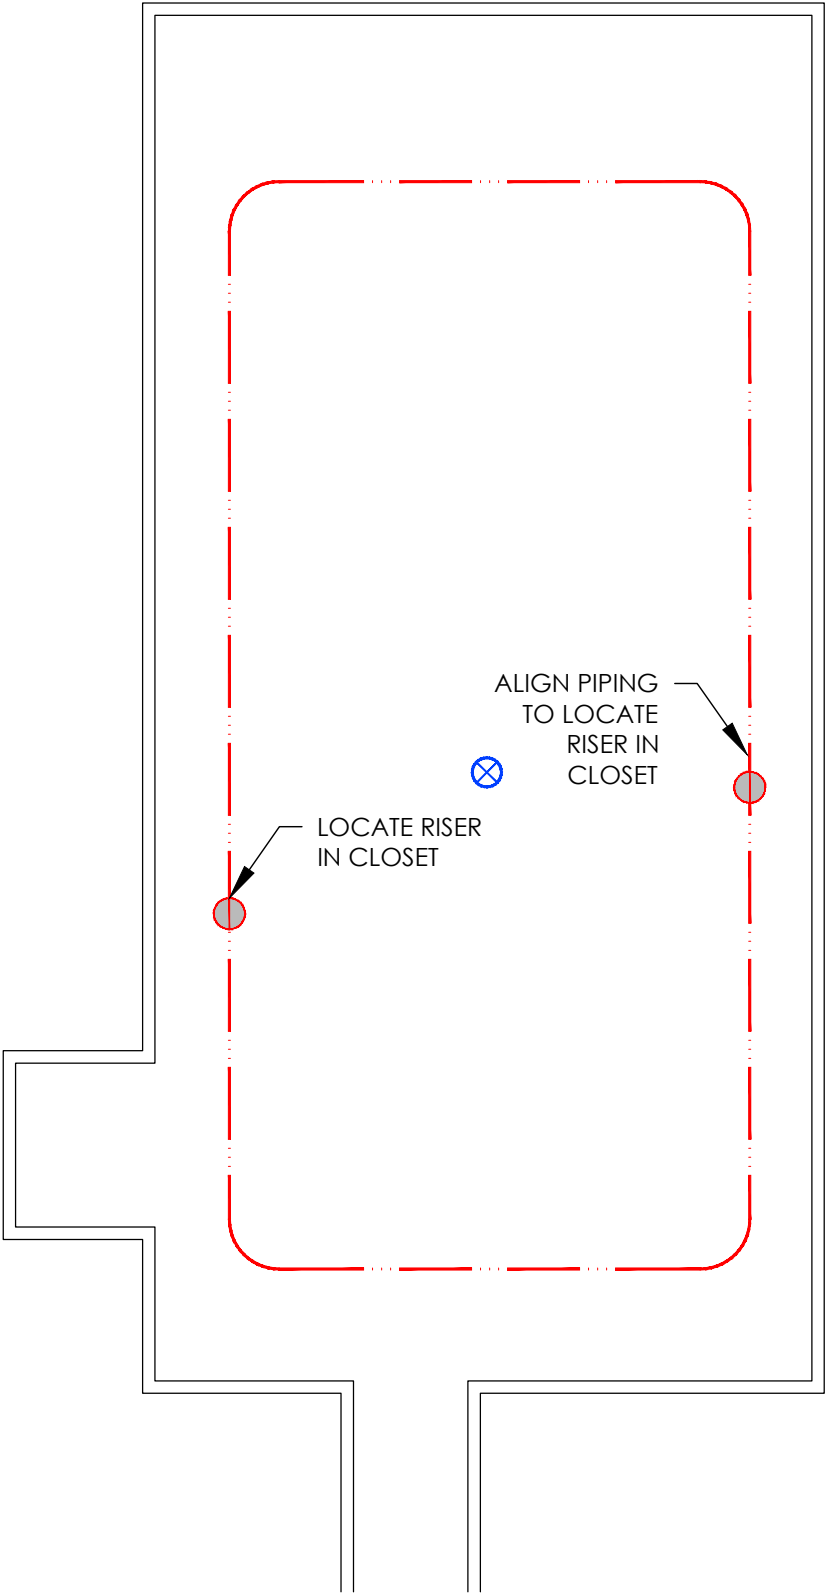 ALIGN PIPING
TO LOCATE
RISER IN
CLOSET
LOCATE RISER
IN CLOSET